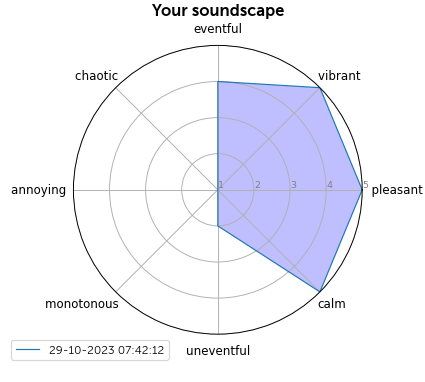 Your soundscape
eventful
chaotic
vibrant
annoying
1 2 3 4 5
pleasant
monotonous
calm
uneventful
29-10-2023 07:42:12